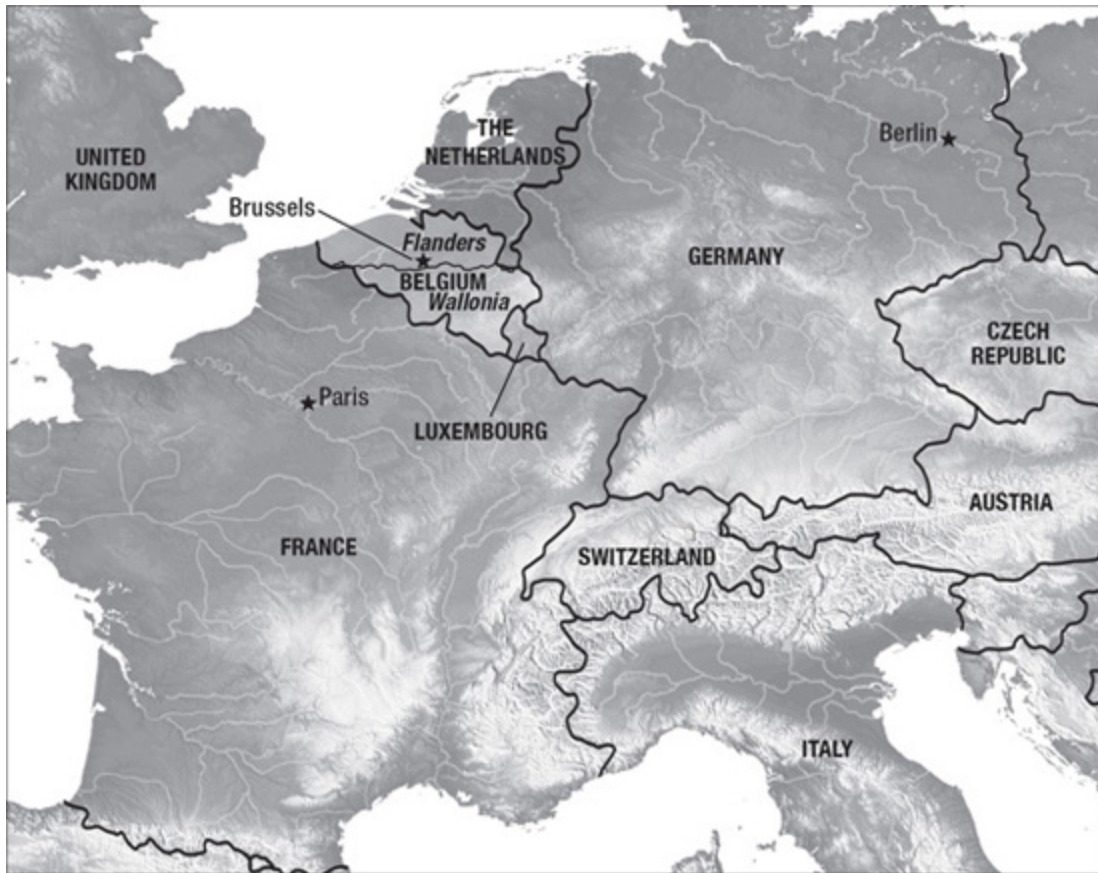 THE
NETHERLANDS
Berlin
UNITED
KINGDOM
Brussels
Flanders
GERMANY
BELGIUM
Wallonia
CZECH
REPUBLIC
Paris
LUXEMBOURG
AUSTRIA
FRANCE
SWITZERLAND
ITALY